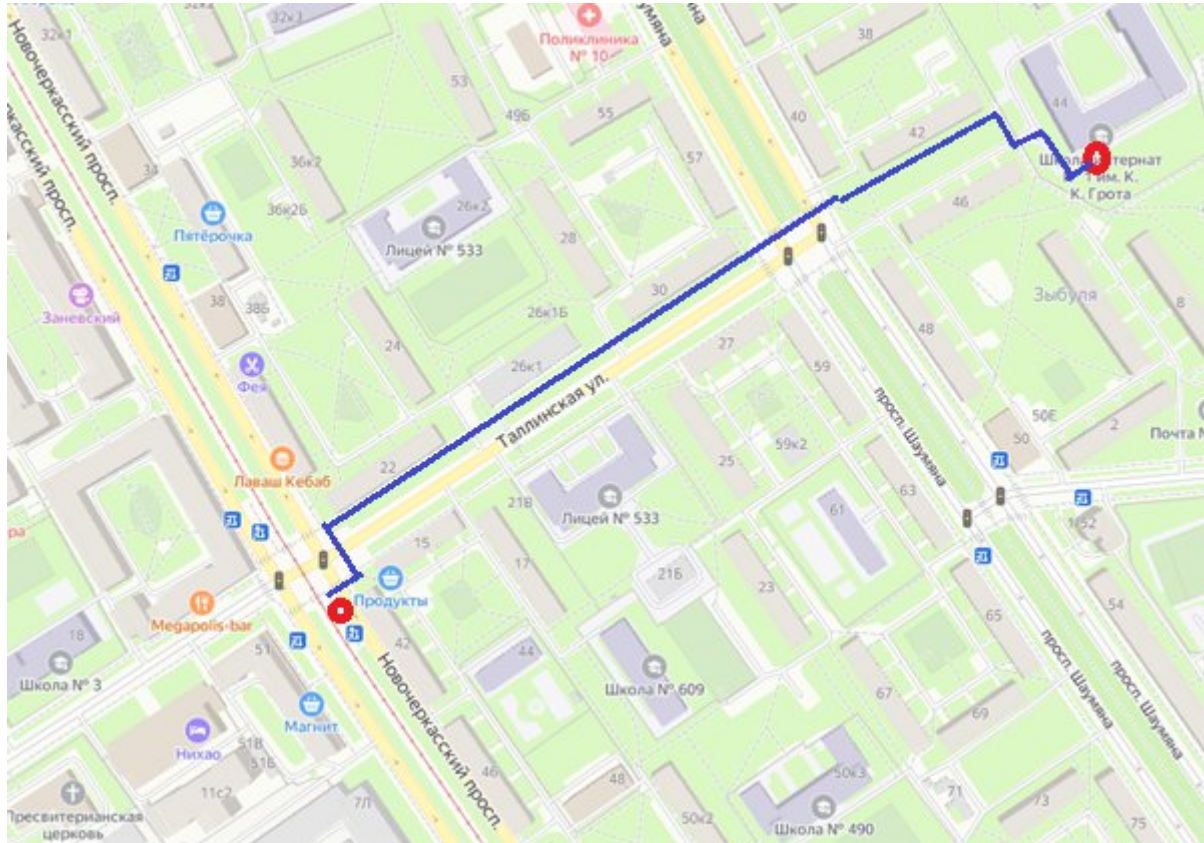 32к1
32к2
32к3
Поликлиника
№ 10
53
49Б
55
57
38
40
42
44
Школа-интернат
им. К.
К. Грота
46
Новочеркасский просп.
34
36к2
36к2Б
Пятёрочка
26к2
Лицей № 533
28
30
26к1Б
26к1
24
38
38Б
Заневский
Фея
Лаваш Кебаб
22
Таллинская ул.
27
59
48
Зыбуля
8
просп. Шаумяна
50Е
50
2
25
59к2
63
61
Лицей № 533
21В
17
15
21Б
23
65
54
Продукты
42
Megapolis-bar
51
18
Школа № 3
Магнит
Нихао
51В
51Б
11с2
7Л
Пресвитерианская
церковь
Новочеркасский просп.
44
Школа № 609
46
48
67
69
просп. Шаумяна
просп. Шаумяна
50к3
Школа № 490
50к2
71
73
75